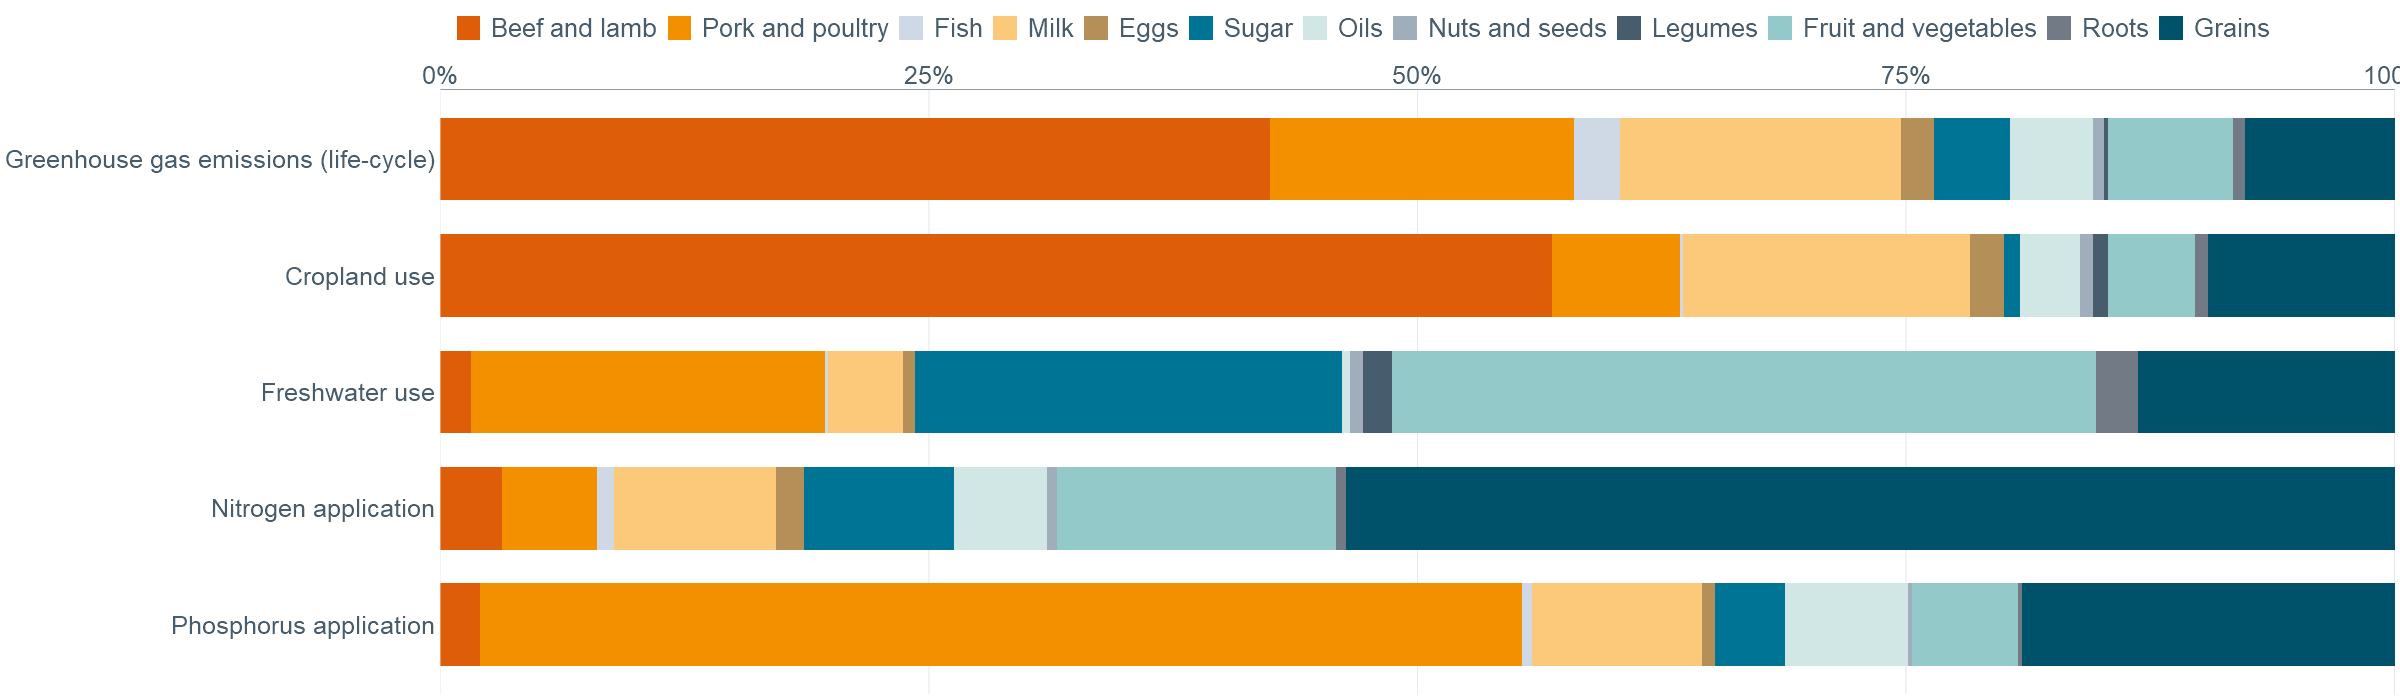 Beef and lamb Pork and poultry Fish Milk Eggs Sugar Oils Nuts and seeds Legumes Fruit and vegetables Roots Grains
0% 25% 50% 75% 100
Greenhouse gas emissions (life-cycle)
Cropland use
Freshwater use
Nitrogen application
Phosphorus application